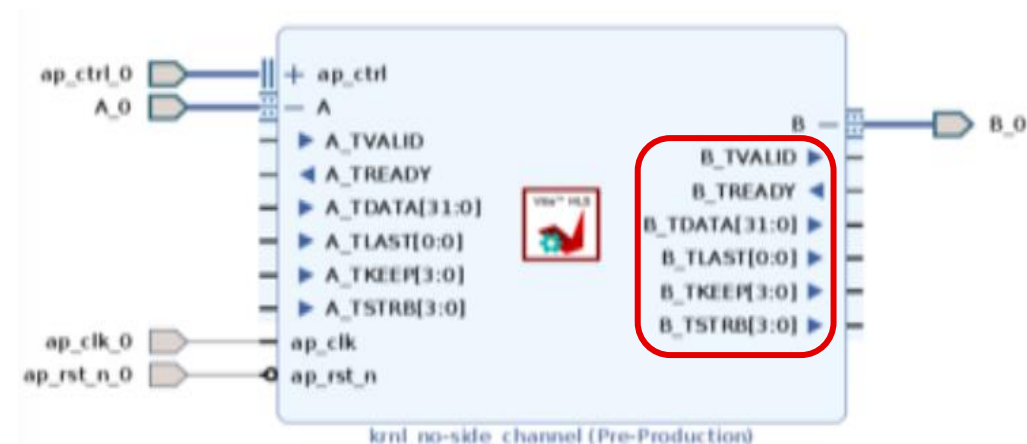 ap_ctrl_0
A_0
ap_clk_0
ap_rst_n_0
ap_ctrl
A
A_TVALID
A_TREADY
A_TDATA[31:0]
A_TLAST[0:0]
A_TKEEP[3:0]
A_TSTRB[3:0]
ap_clk
ap_rst_n
Vitis™ HLS
B
B_TVALID
B_TREADY
B_TDATA[31:0]
B_TLAST[0:0]
B_TKEEP[3:0]
B_TSTRB[3:0]
B_0
krnl_no-side_channel (Pre-Production)